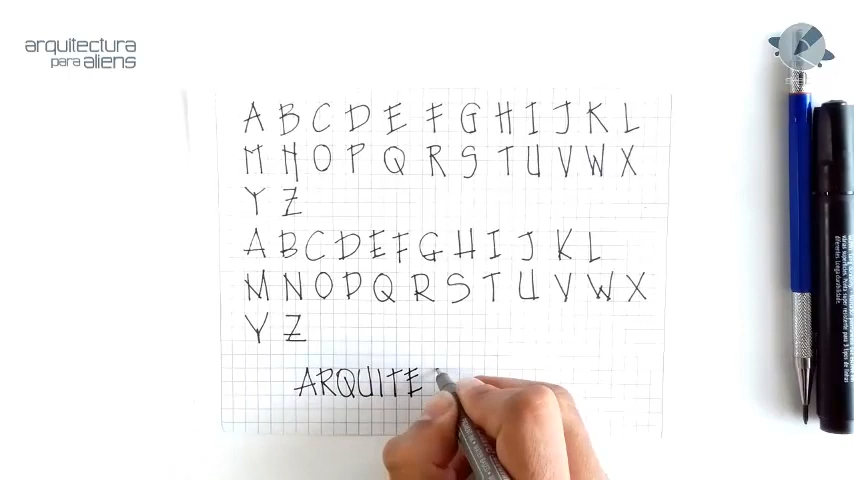 arquitectura
para aliens
A B C D E F G H I J K L
M N O P Q R S T U V W X
Y Z
A B C D E F G H I J K L
M N O P Q R S T U V W X
Y Z
ARQUITE